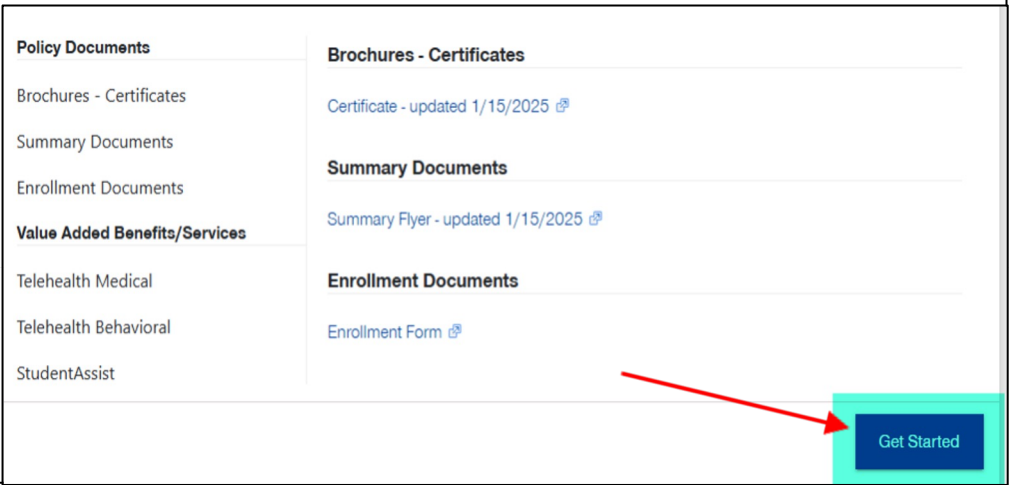 Policy Documents
Brochures - Certificates
Summary Documents
Enrollment Documents
Value Added Benefits/Services
Telehealth Medical
Telehealth Behavioral
StudentAssist
Brochures - Certificates
Certificate - updated 1/15/2025
Summary Documents
Summary Flyer - updated 1/15/2025
Enrollment Documents
Enrollment Form
Get Started